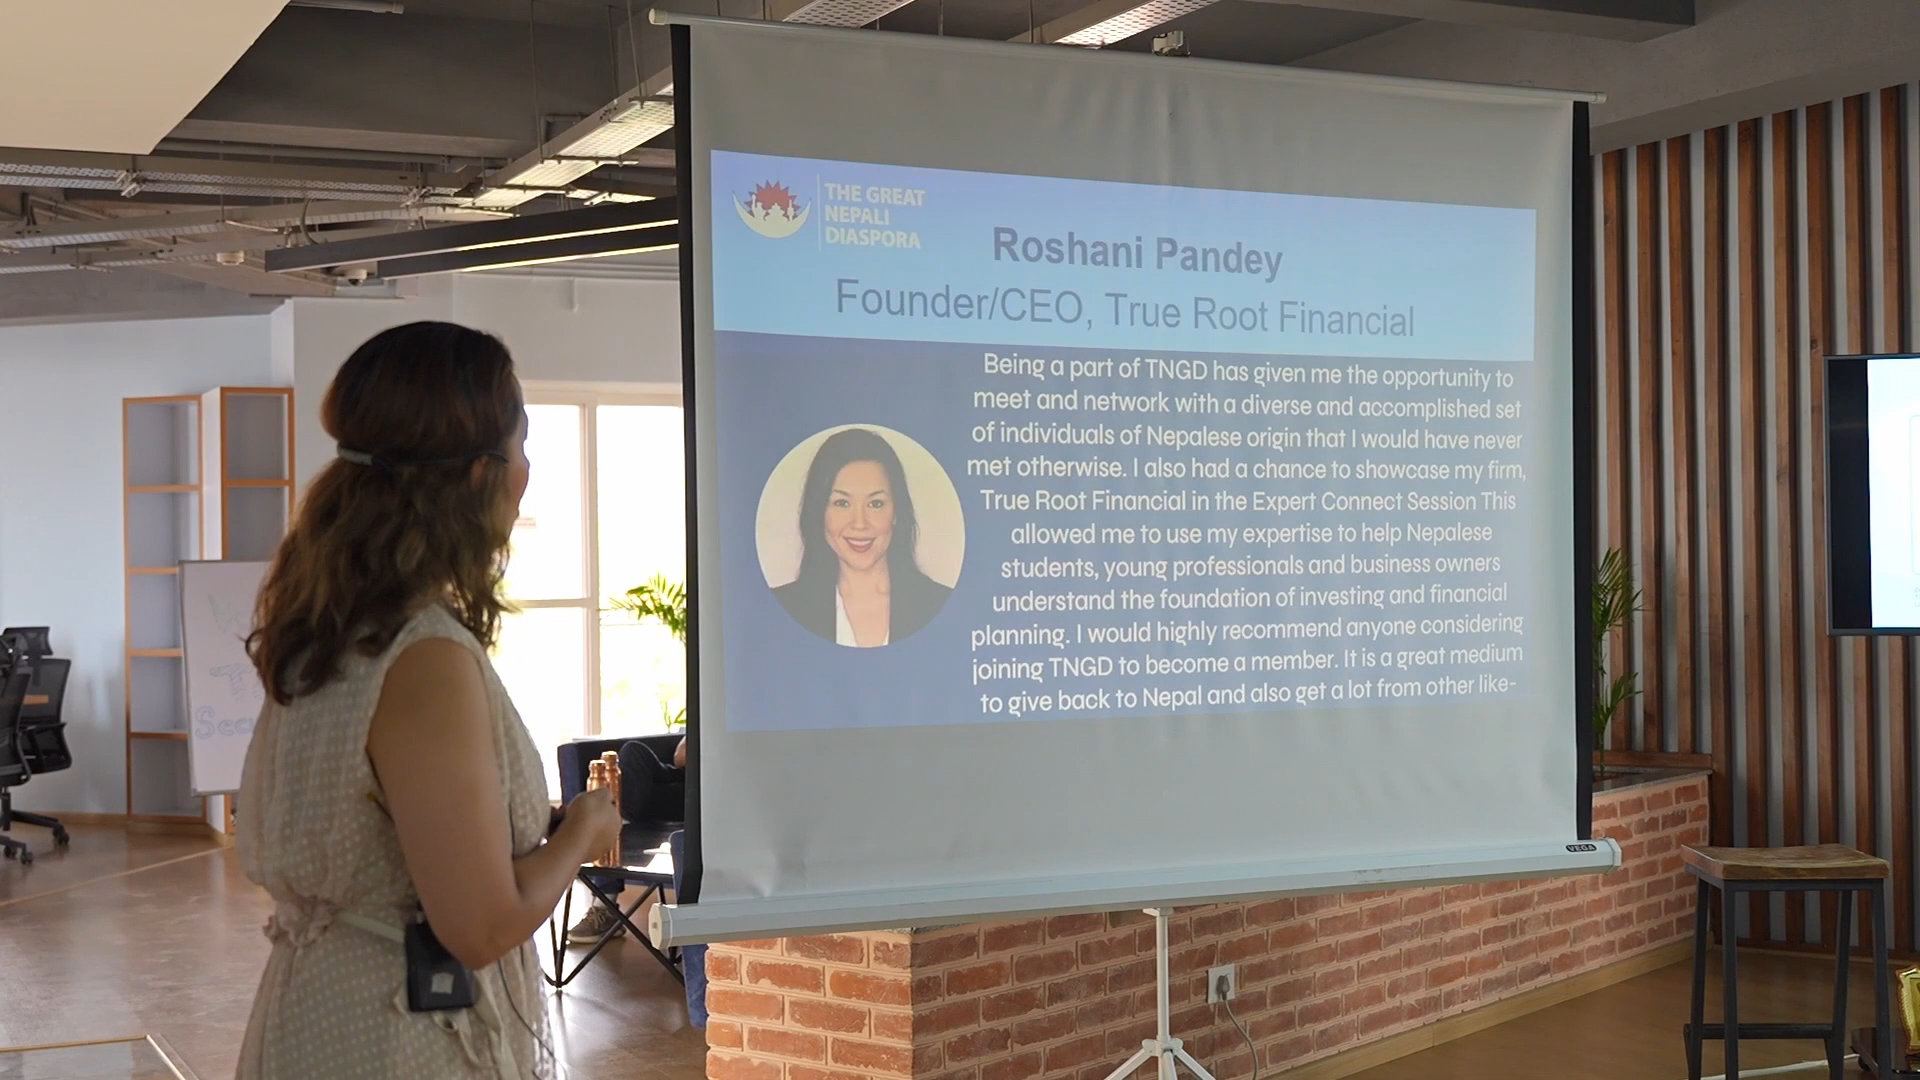 THE GREAT
NEPALI
DIASPORA
Roshani Pandey
Founder/CEO, True Root Financial
Being a part of TNGD has given me the opportunity to
meet and network with a diverse and accomplished set
of individuals of Nepalese origin that I would have never
met otherwise. I also had a chance to showcase my firm,
True Root Financial in the Expert Connect Session This
allowed me to use my expertise to help Nepalese
students, young professionals and business owners
understand the foundation of investing and financial
planning. I would highly recommend anyone considering
joining TNGD to become a member. It is a great medium
to give back to Nepal and also get a lot from other like-
VEGA